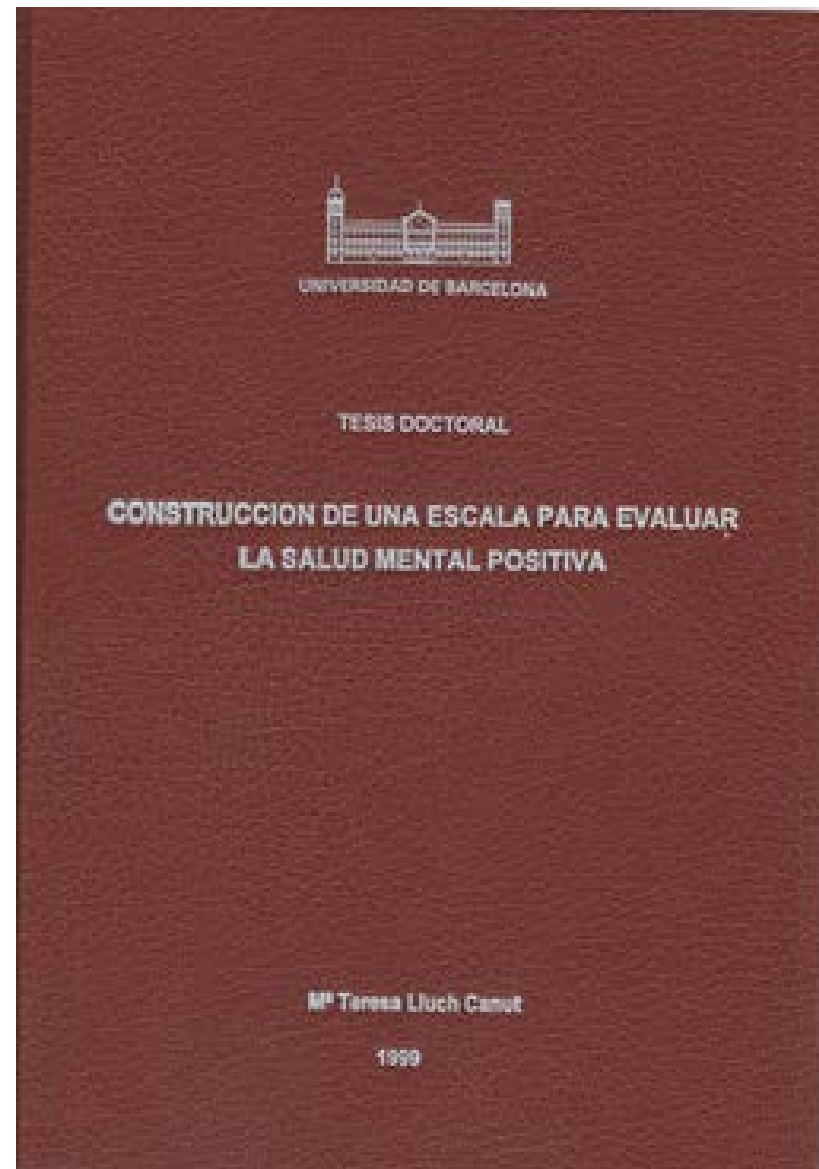 UNIVERSIDAD DE BARCELONA
TESIS DOCTORAL
CONSTRUCCION DE UNA ESCALA PARA EVALUAR
LA SALUD MENTAL POSITIVA
Mª Teresa Lluch Canut
1999